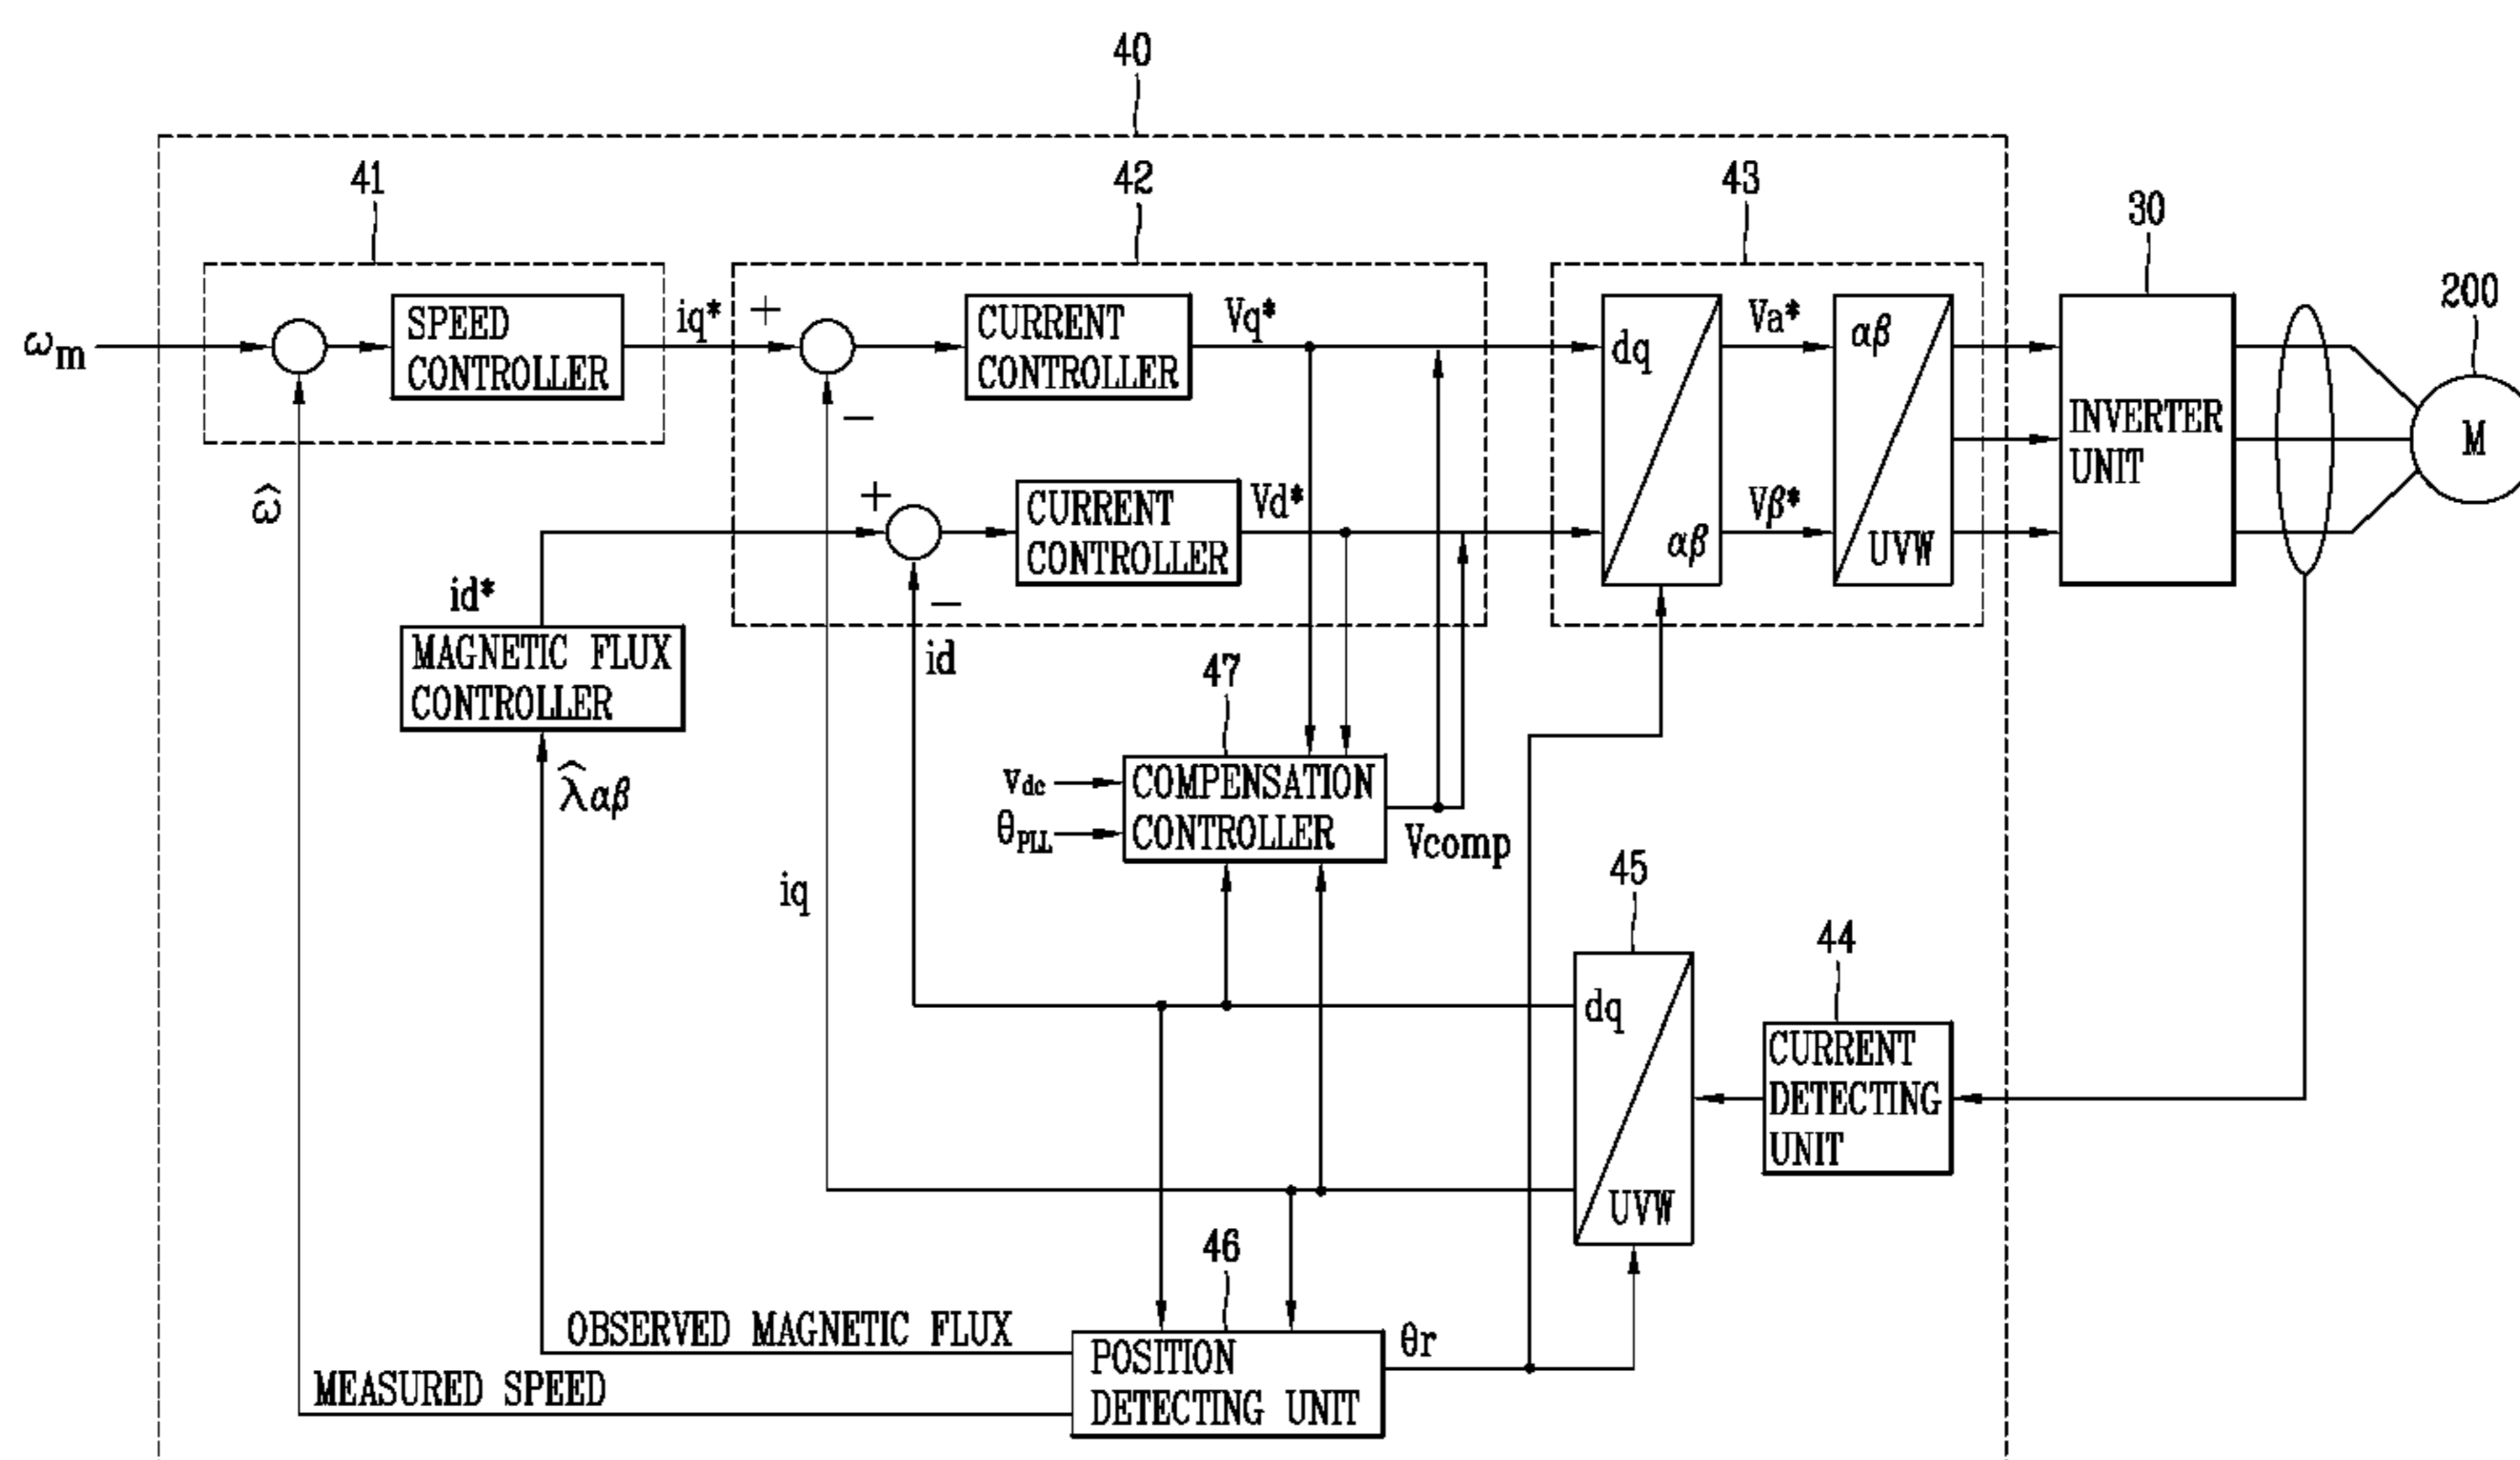 40
41
42
43
30
200
ωm
SPEED
CONTROLLER
iq*
+
CURRENT
CONTROLLER
Vq*
dq
αβ
Va*
αβ
UVW
INVERTER
UNIT
M
ω̂
−
+
CURRENT
CONTROLLER
Vd*
Vβ*
−
id*
id
MAGNETIC FLUX
CONTROLLER
λ̂αβ
47
Vdc
θPLL
COMPENSATION
CONTROLLER
Vcomp
iq
45
44
dq
UVW
CURRENT
DETECTING
UNIT
46
OBSERVED MAGNETIC FLUX
MEASURED SPEED
POSITION
DETECTING UNIT
θr